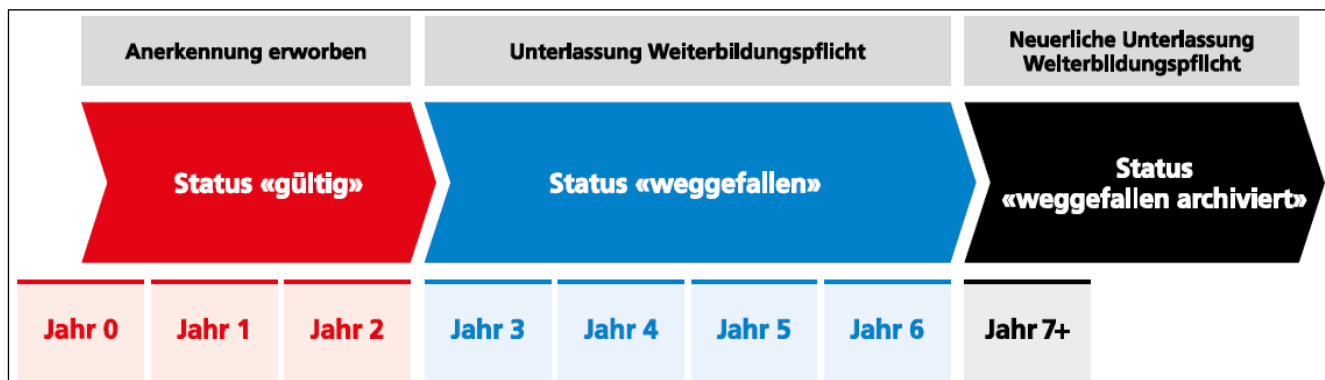 Anerkennung erworben
Unterlassung Weiterbildungspflicht
Neuerliche Unterlassung
Weiterbildungspflicht
Status «gültig»
Status «weggefallen»
Status
«weggefallen archiviert»
Jahr 0
Jahr 1
Jahr 2
Jahr 3
Jahr 4
Jahr 5
Jahr 6
Jahr 7+